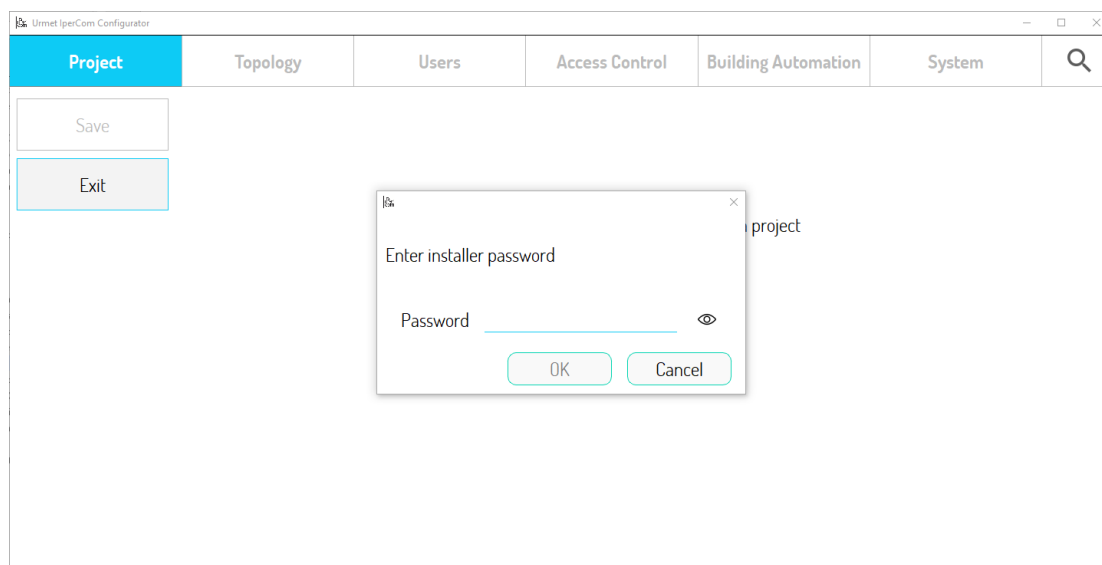 Urmet IperCom Configurator
Project Topology Users Access Control Building Automation System
Save
Exit
project
Enter installer password
Password
OK Cancel